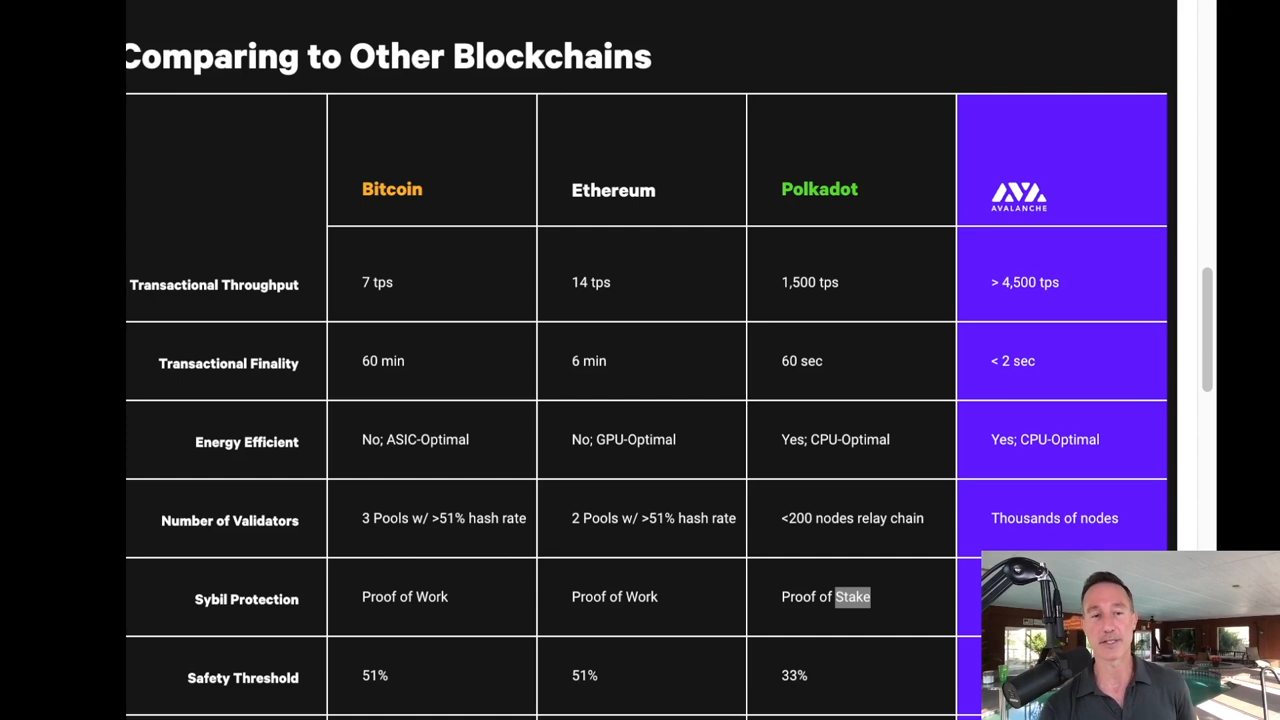 Comparing to Other Blockchains
Bitcoin
Ethereum
Polkadot
AVA
AVALANCHE
Transactional Throughput
7 tps
14 tps
1,500 tps
> 4,500 tps
Transactional Finality
60 min
6 min
60 sec
< 2 sec
Energy Efficient
No; ASIC-Optimal
No; GPU-Optimal
Yes; CPU-Optimal
Yes; CPU-Optimal
Number of Validators
3 Pools w/ >51% hash rate
2 Pools w/ >51% hash rate
<200 nodes relay chain
Thousands of nodes
Sybil Protection
Proof of Work
Proof of Work
Proof of Stake
Safety Threshold
51%
51%
33%